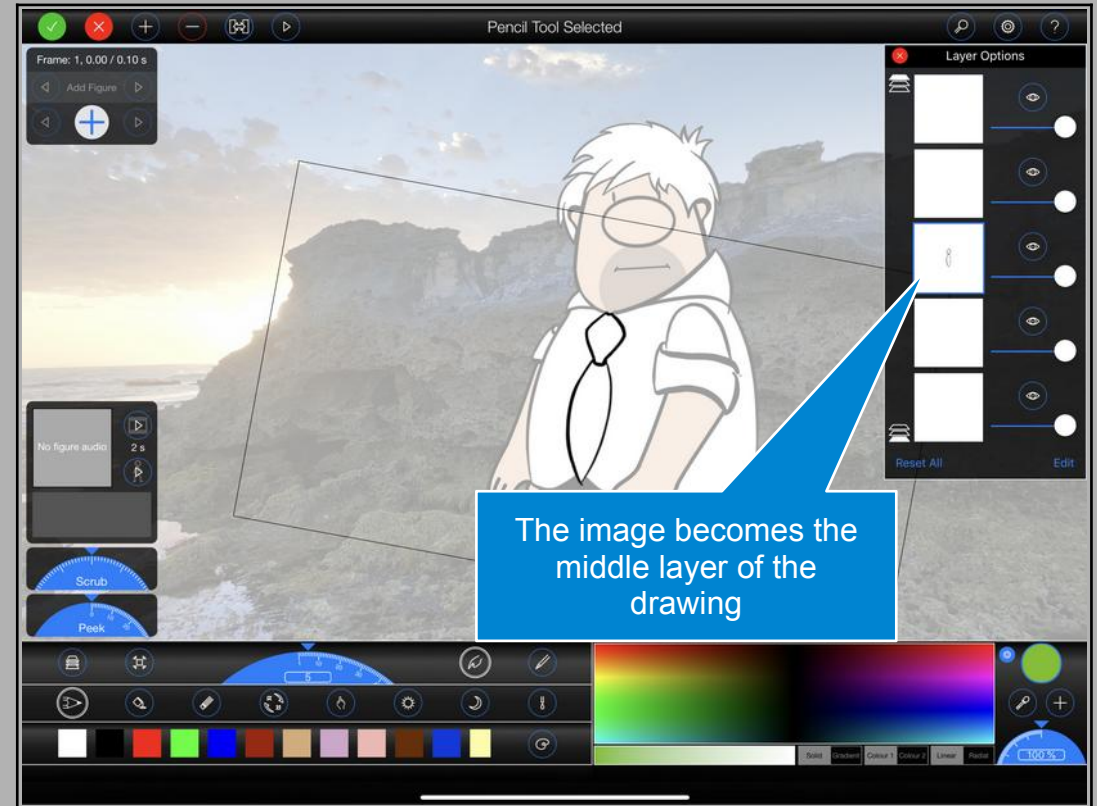 Pencil Tool Selected
?
Frame: 1, 0.00 / 0.10 s
Add Figure
Layer Options
Reset All
Edit
No figure audio
2 s
The image becomes the
middle layer of the
drawing
Scrub
Peek
5
Solid Gradient Colour 1 Colour 2 Linear Radial
100 %